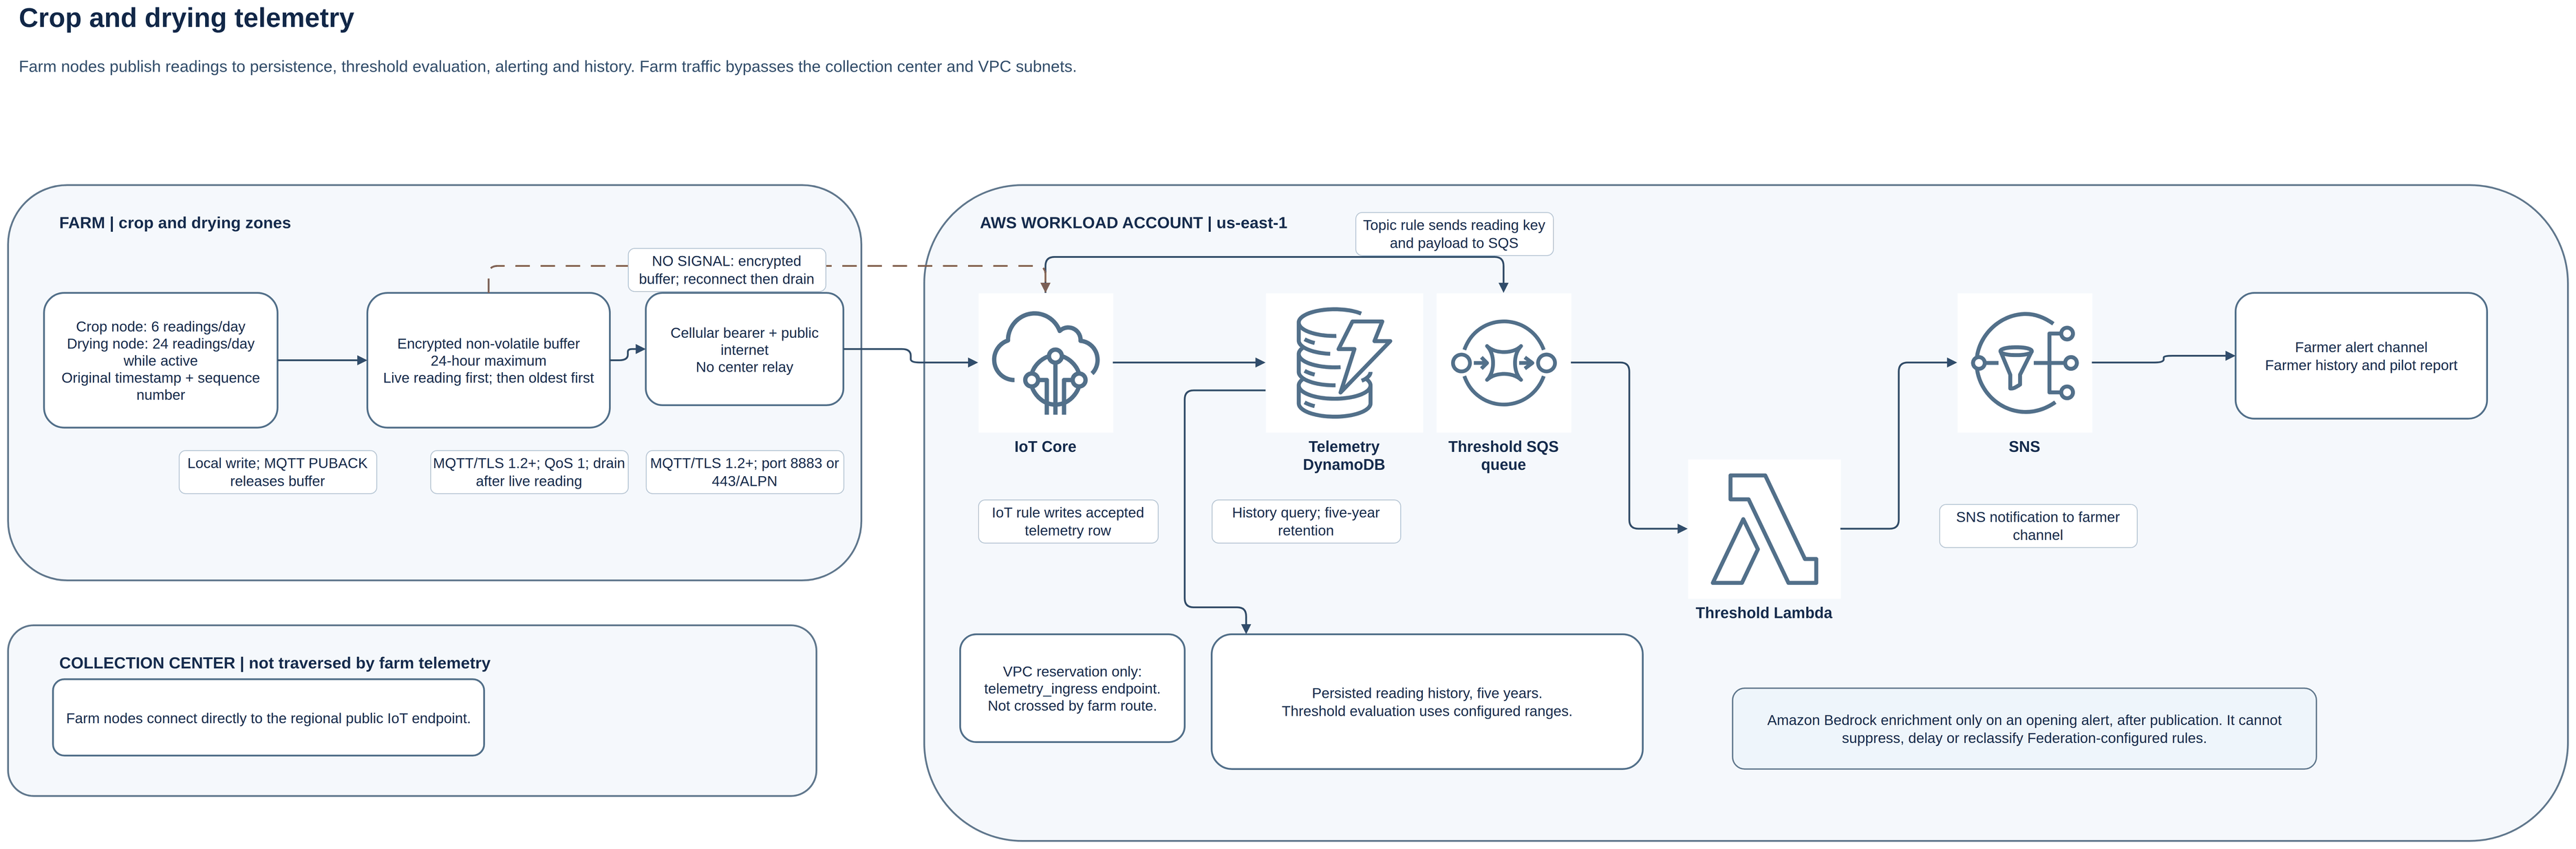 Crop and drying telemetry
Farm nodes publish readings to persistence, threshold evaluation, alerting and history. Farm traffic bypasses the collection center and VPC subnets.
FARM | crop and drying zones
NO SIGNAL: encrypted
buffer; reconnect then drain
Crop node: 6 readings/day
Drying node: 24 readings/day
while active
Original timestamp + sequence
number
Encrypted non-volatile buffer
24-hour maximum
Live reading first; then oldest first
Cellular bearer + public
internet
No center relay
Local write; MQTT PUBACK
releases buffer
MQTT/TLS 1.2+; QoS 1; drain
after live reading
MQTT/TLS 1.2+; port 8883 or
443/ALPN
COLLECTION CENTER | not traversed by farm telemetry
Farm nodes connect directly to the regional public IoT endpoint.
AWS WORKLOAD ACCOUNT | us-east-1
Topic rule sends reading key
and payload to SQS
IoT Core
Telemetry
DynamoDB
Threshold SQS
queue
SNS
Farmer alert channel
Farmer history and pilot report
IoT rule writes accepted
telemetry row
History query; five-year
retention
SNS notification to farmer
channel
Threshold Lambda
VPC reservation only:
telemetry_ingress endpoint.
Not crossed by farm route.
Persisted reading history, five years.
Threshold evaluation uses configured ranges.
Amazon Bedrock enrichment only on an opening alert, after publication. It cannot
suppress, delay or reclassify Federation-configured rules.